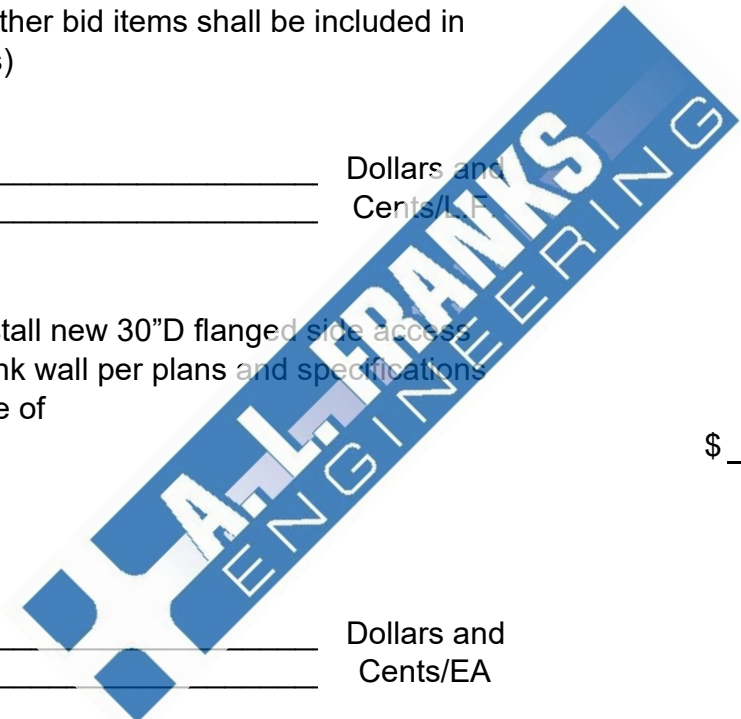 ther bid items shall be included in
s)
Dollars and
Cents/L.F.
tall new 30”D flanged side access
nk wall per plans and specifications
e of
$
Dollars and
Cents/EA
A. L. FRANKS
ENGINEERING